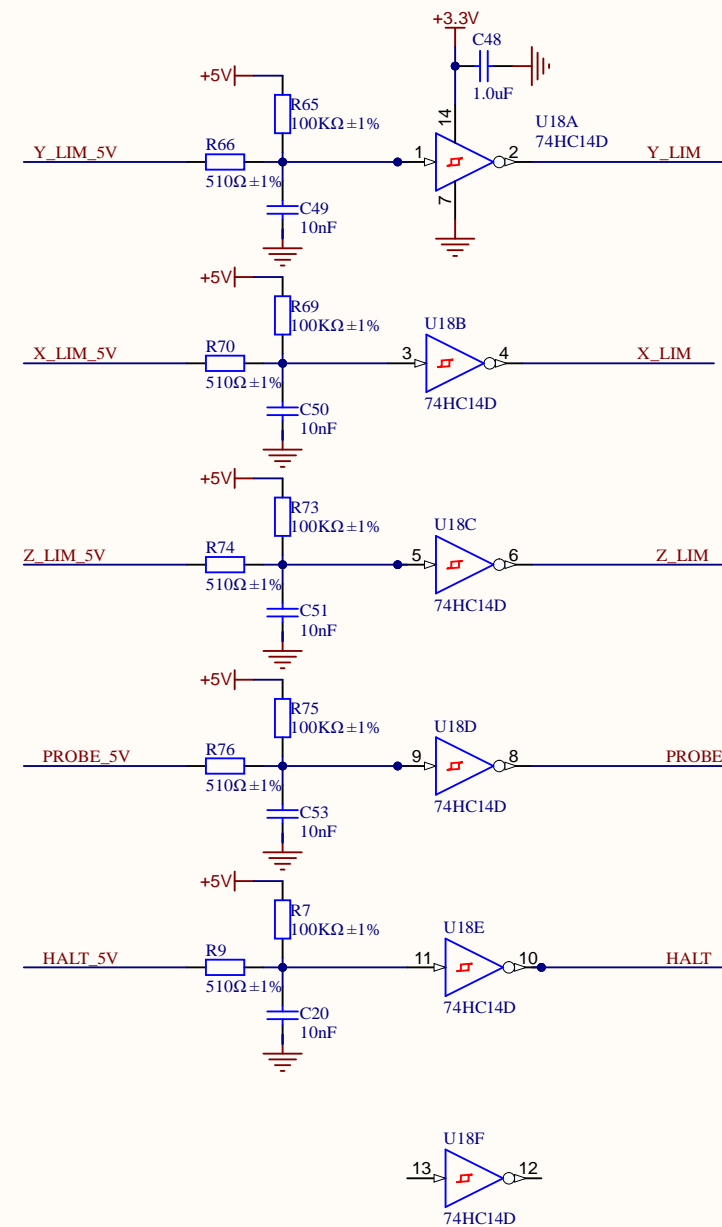 +3.3V
C48
1.0uF
+5V
R65
100KΩ±1%
U18A
74HC14D
14
Y_LIM_5V
R66
510Ω±1%
1
2
Y_LIM
7
C49
10nF
+5V
R69
100KΩ±1%
U18B
X_LIM_5V
R70
510Ω±1%
3
4
X_LIM
74HC14D
C50
10nF
+5V
R73
100KΩ±1%
U18C
Z_LIM_5V
R74
510Ω±1%
5
6
Z_LIM
74HC14D
C51
10nF
+5V
R75
100KΩ±1%
U18D
PROBE_5V
R76
510Ω±1%
9
8
PROBE
74HC14D
C53
10nF
+5V
R7
100KΩ±1%
U18E
HALT_5V
R9
510Ω±1%
11
10
HALT
74HC14D
C20
10nF
U18F
13
12
74HC14D